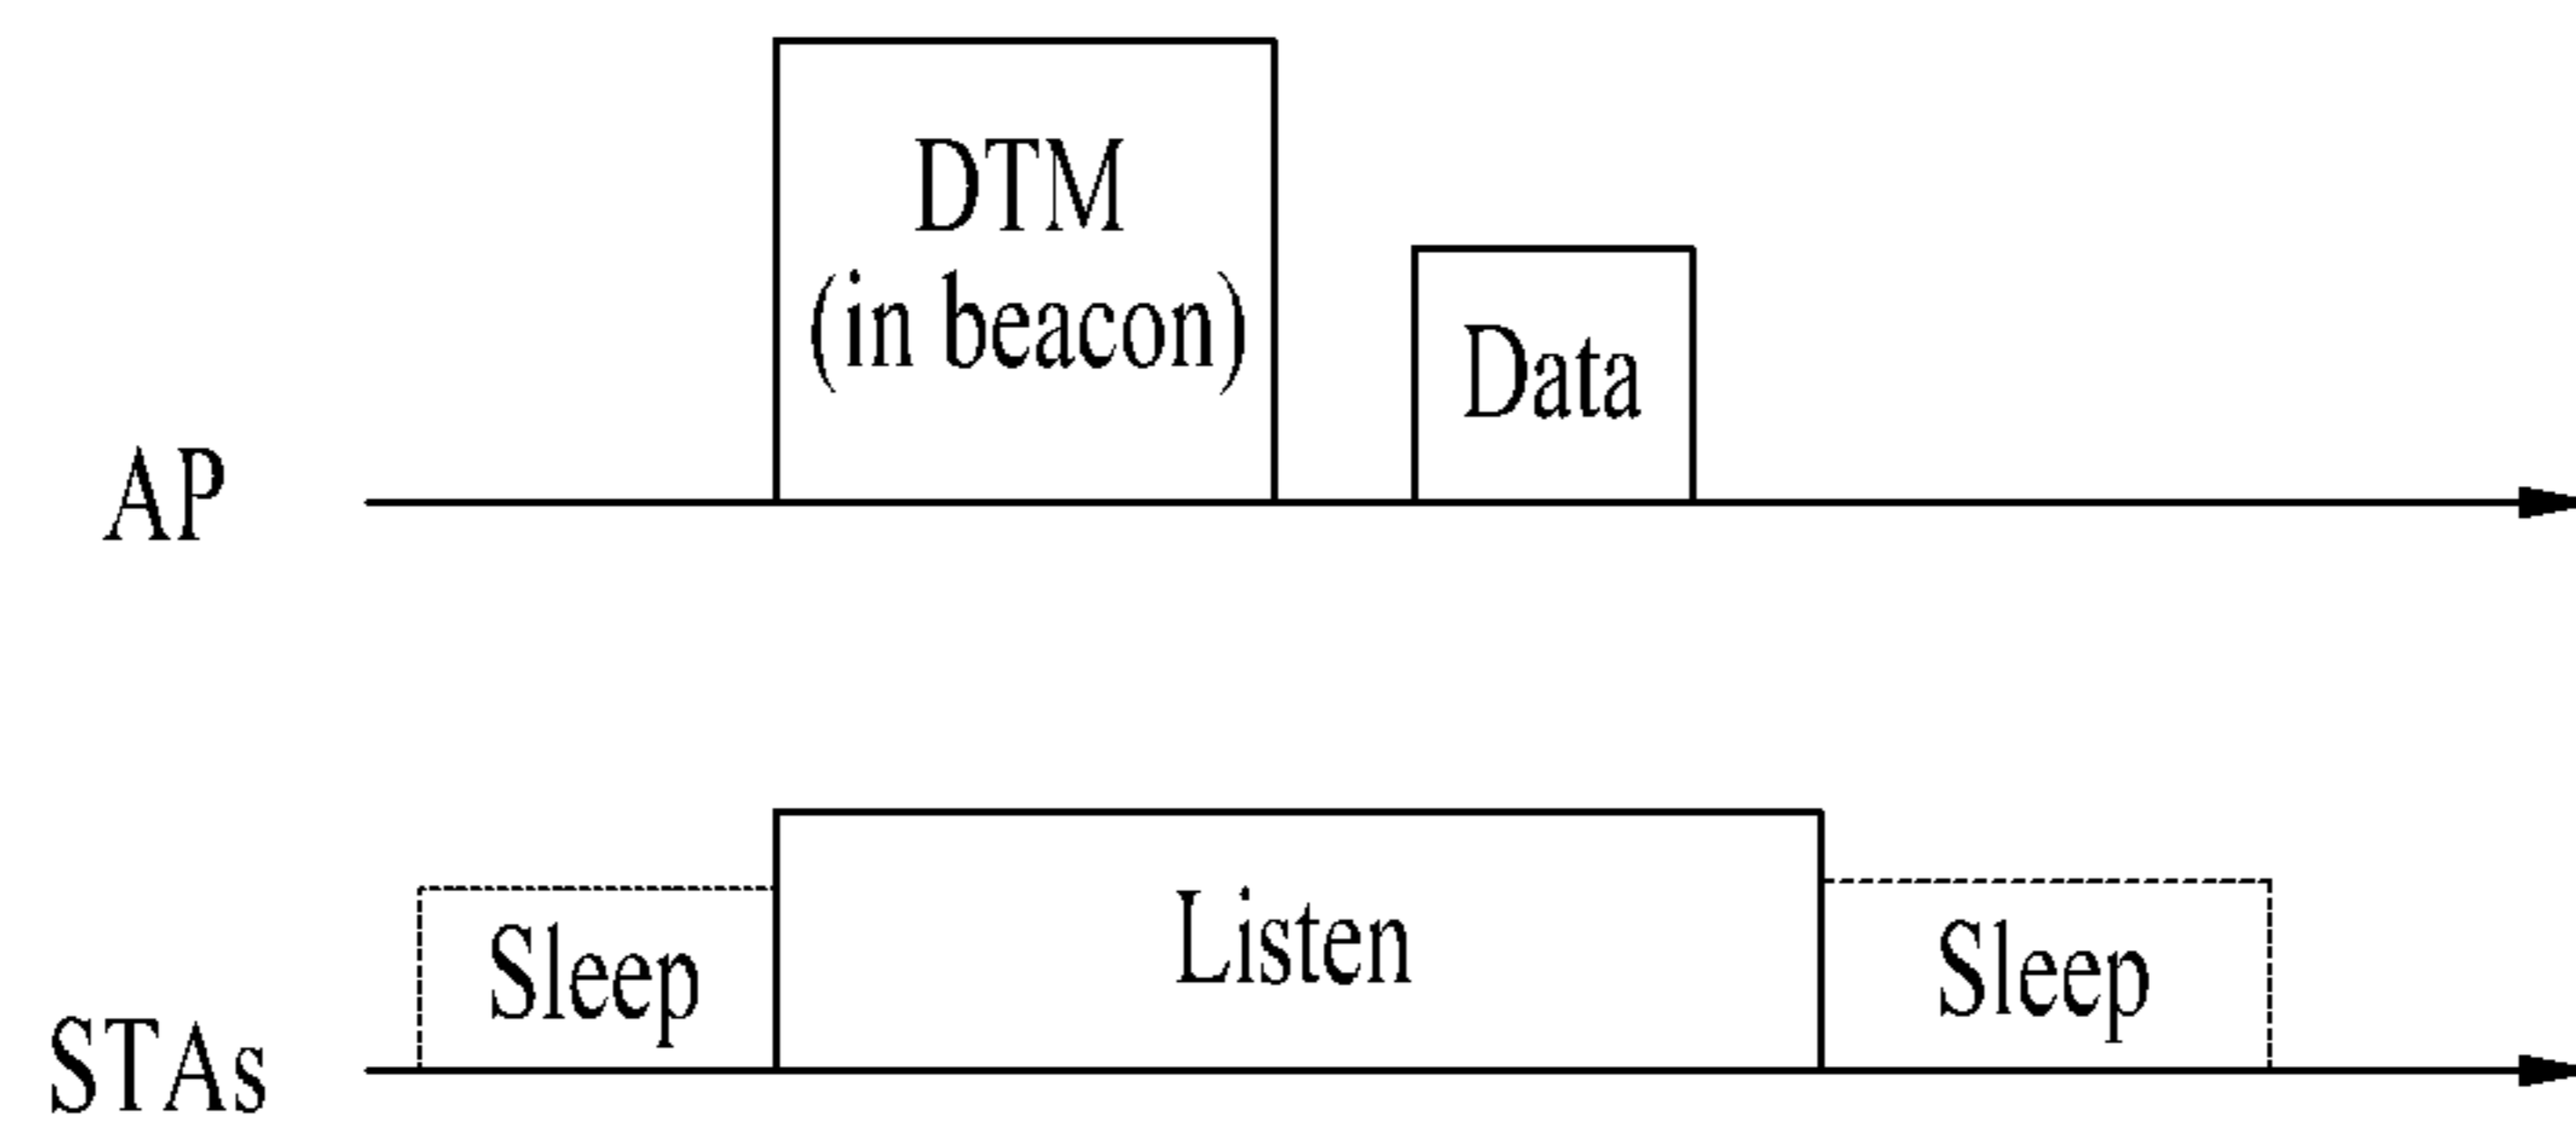 DTM
(in beacon)
Data
AP
Sleep
Listen
Sleep
STAs